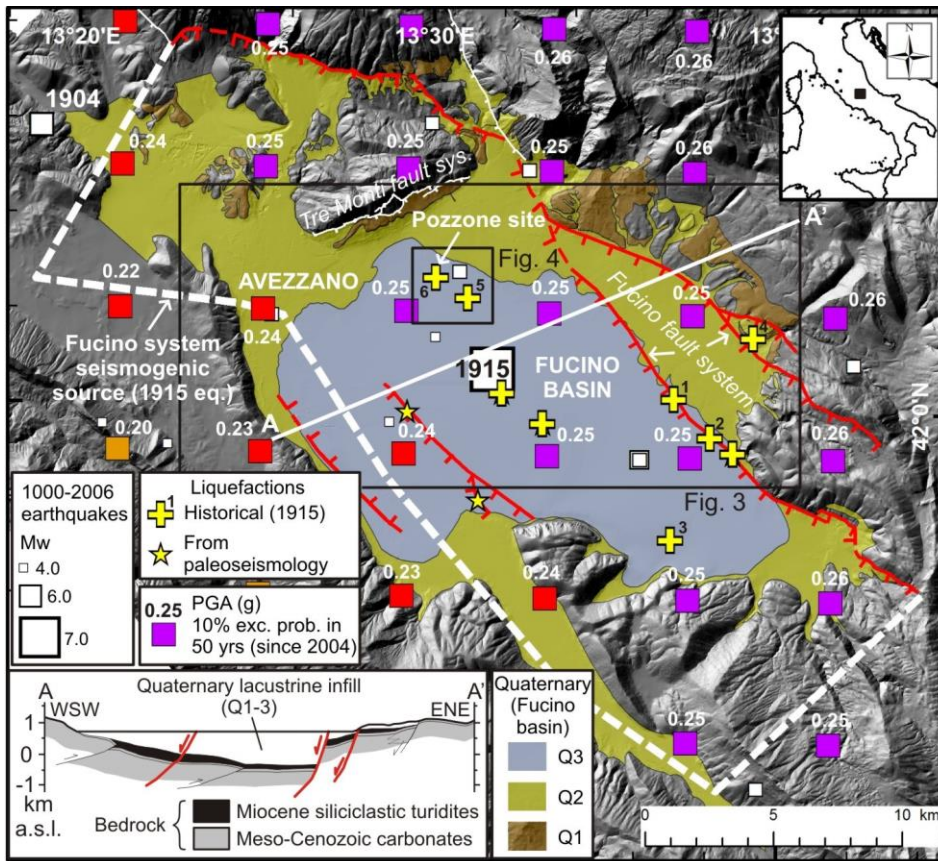 13°20'E
0.25
13°30'E
0.26
0.26
13°
N
1904
0.24
0.25
0.25
0.25
0.26
Tre Monti fault sys.
A'
Pozzone site
Fig. 4
0.22
AVEZZANO
6
5
0.25
0.25
0.25
0.26
0.24
Fucino fault system
4
Fucino system
seismogenic
source (1915 eq.)
1915
FUCINO
BASIN
1
42°0'N
A
0.20
0.23
0.24
0.25
0.25
2
0.26
Fig. 3
3
1000-2006
earthquakes
Mw
4.0
6.0
7.0
1
Liquefactions
Historical (1915)
From
paleoseismology
0.25
PGA (g)
10% exc. prob. in
50 yrs (since 2004)
0.23
0.24
0.25
0.26
0.25
0.25
A
Quaternary lacustrine infill
(Q1-3)
A'
WSW
ENE
1
0
-1
km
a.s.l.
Bedrock
Miocene siliciclastic turidites
Meso-Cenozoic carbonates
Quaternary
(Fucino
basin)
Q3
Q2
Q1
0
5
10
km